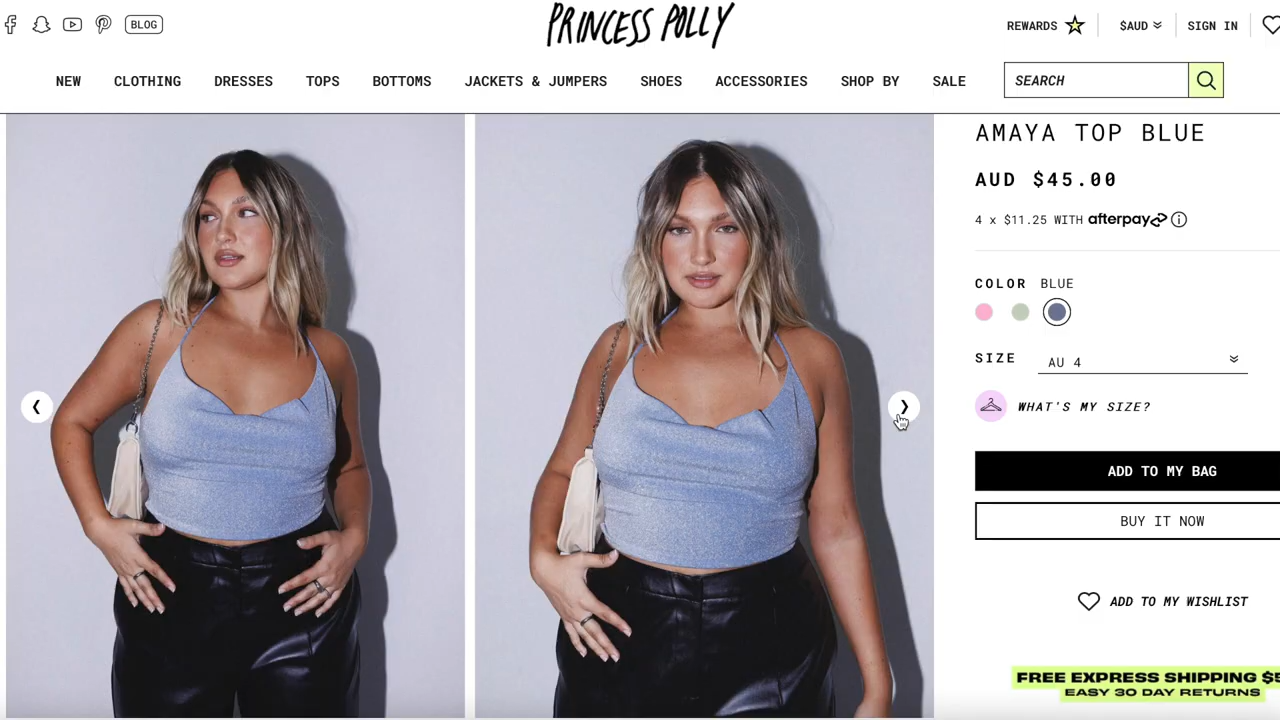 BLOG
PRINCESS POLLY
REWARDS
$AUD
SIGN IN
NEW CLOTHING DRESSES TOPS BOTTOMS JACKETS & JUMPERS SHOES ACCESSORIES SHOP BY SALE
SEARCH
AMAYA TOP BLUE
AUD $45.00
4 x $11.25 WITH afterpay
COLOR BLUE
SIZE AU 4
WHAT'S MY SIZE?
ADD TO MY BAG
BUY IT NOW
ADD TO MY WISHLIST
FREE EXPRESS SHIPPING
EASY 30 DAY RETURNS